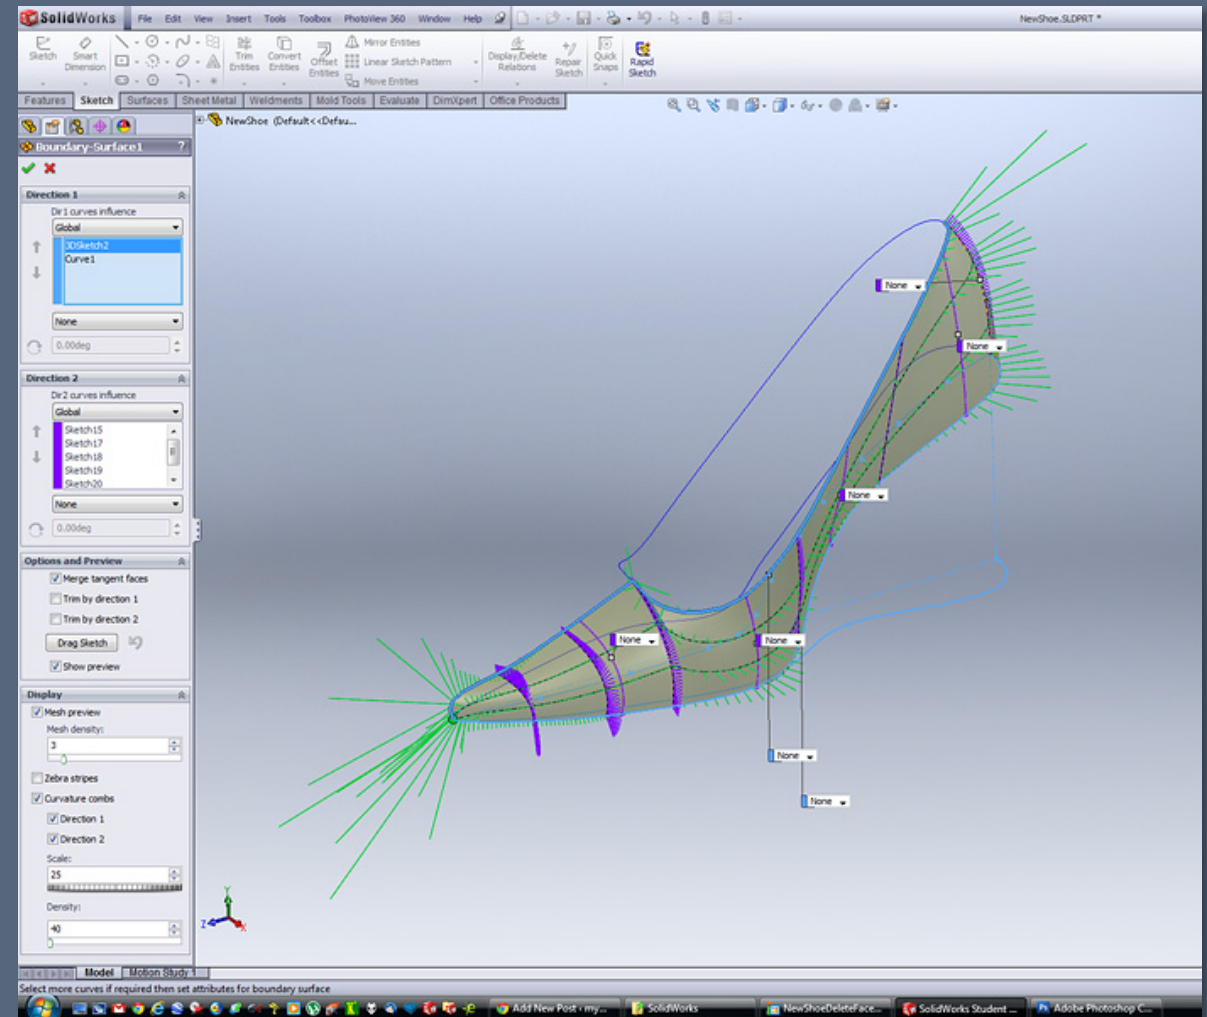 SolidWorks File Edit View Insert Tools Toolbox PhotoView 360 Window Help NewShoe.SLDPRT *
Sketch Smart Dimension Trim Entities Convert Entities Offset Entities Mirror Entities Linear Sketch Pattern Move Entities Display/Delete Relations Repair Sketch Quick Snaps Rapid Sketch
Features Sketch Surfaces Sheet Metal Weldments Mold Tools Evaluate DimXpert Office Products
NewShoe (Default<<Defau...
Boundary-Surface1 ?
Direction 1
Dir1 curves influence
Global
3DSketch2
Curve1
None
0.00deg
Direction 2
Dir2 curves influence
Global
Sketch15
Sketch17
Sketch18
Sketch19
Sketch20
None
0.00deg
Options and Preview
Merge tangent faces
Trim by direction 1
Trim by direction 2
Drag Sketch
Show preview
Display
Mesh preview
Mesh density:
3
Zebra stripes
Curvature combs
Direction 1
Direction 2
Scale:
25
Density:
40
None
None
None
None
None
None
None
Y
Z
X
Model Motion Study 1
Select more curves if required then set attributes for boundary surface
Add New Post - my... SolidWorks NewShoeDeleteFace... SolidWorks Student ... Adobe Photoshop C...